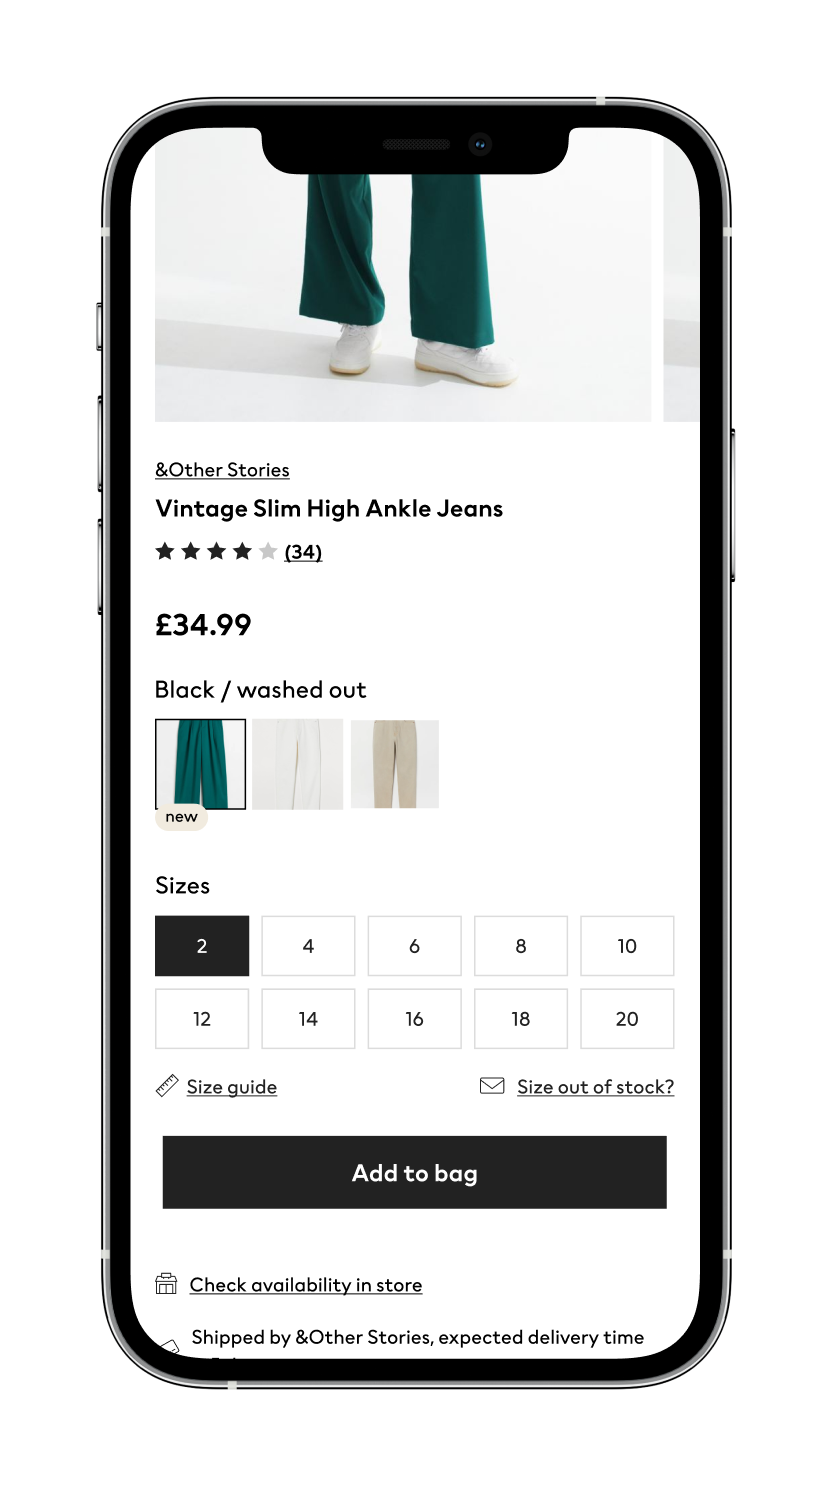 &Other Stories
Vintage Slim High Ankle Jeans
(34)
£34.99
Black / washed out
new
Sizes
2 4 6 8 10
12 14 16 18 20
Size guide Size out of stock?
Add to bag
Check availability in store
Shipped by &Other Stories, expected delivery time